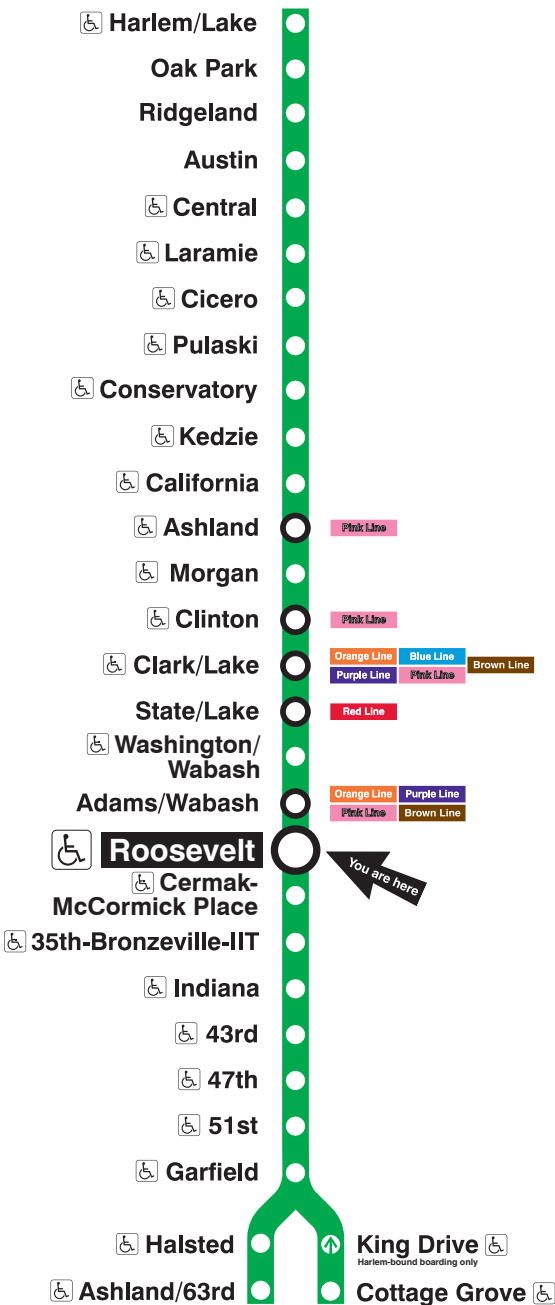 Harlem/Lake
Oak Park
Ridgeland
Austin
Central
Laramie
Cicero
Pulaski
Conservatory
Kedzie
California
Ashland
Pink Line
Morgan
Clinton
Pink Line
Clark/Lake
Orange Line Blue Line Brown Line
Purple Line Pink Line
State/Lake
Red Line
Washington/
Wabash
Adams/Wabash
Orange Line Purple Line
Pink Line Brown Line
Roosevelt
You are here
Cermak-
McCormick Place
35th-Bronzeville-IIT
Indiana
43rd
47th
51st
Garfield
Halsted
King Drive
Harlem-bound boarding only
Ashland/63rd
Cottage Grove